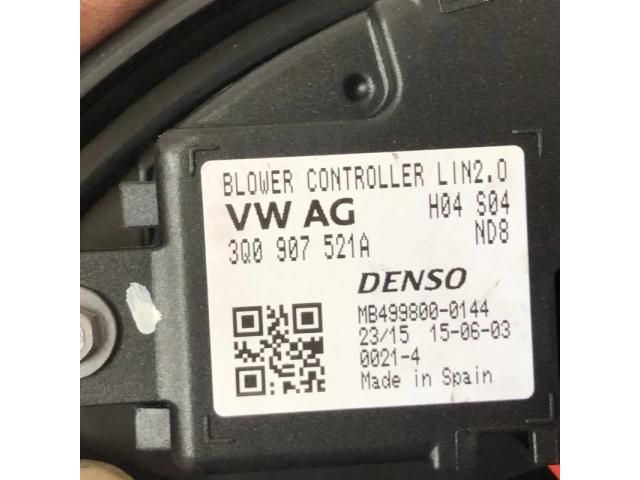 BLOWER CONTROLLER LIN2.0
VW AG H04 S04
3Q0 907 521A ND8
DENSO
MB499800-0144
23/15 15-06-03
0021-4
Made in Spain